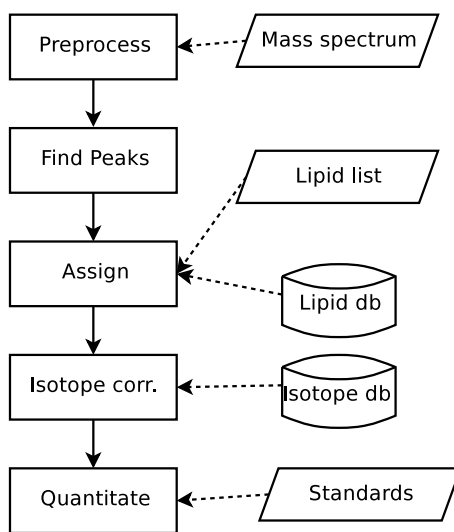 Preprocess
Mass spectrum
Find Peaks
Lipid list
Assign
Lipid db
Isotope corr.
Isotope db
Quantitate
Standards